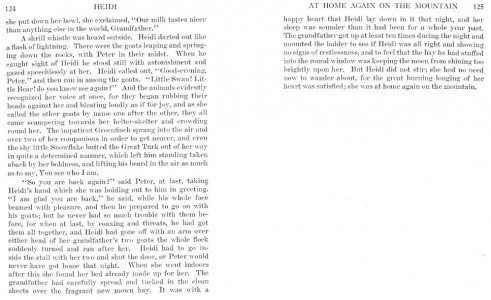 124 HEIDI
she put down her bowl, she exclaimed, "Our milk tastes nicer
than anything else in the world, Grandfather."
A shrill whistle was heard outside. Heidi darted out like
a flash of lightning. There were the goats leaping and spring-
ing down the rocks, with Peter in their midst. When he
caught sight of Heidi he stood still with astonishment and
gazed speechlessly at her. Heidi called out, "Good-evening,
Peter," and then ran in among the goats. "Little Swan! Lit-
tle Bear! do you know me again?" And the animals evidently
recognized her voice at once, for they began rubbing their
heads against her and bleating loudly as if for joy, and as she
called the other goats by name one after the other, they all
came scampering towards her helter-skelter and crowding
round her. The impatient Greenfinch sprang into the air and
over two of her companions in order to get nearer, and even
the shy little Snowflake butted the Great Turk out of her way
in quite a determined manner, which left him standing taken
aback by her boldness, and lifting his beard in the air as much
as to say, You see who I am.
"So you are back again?" said Peter, at last, taking
Heidi's hand which she was holding out to him in greeting.
"I am glad you are back," he said, while his whole face
beamed with pleasure, and then he prepared to go on with
his goats; but he never had so much trouble with them be-
fore, for when at last, by coaxing and threats, he had got
them all together, and Heidi had gone off with an arm over
either head of her grandfather's two goats the whole flock
suddenly turned and ran after her. Heidi had to go in-
side the stall with her two and shut the door, or Peter would
never have got home that night. When she went indoors
after this she found her bed already made up for her. The
grandfather had carefully spread and tucked in the clean
sheets over the fragrant new mown hay. It was with a
AT HOME AGAIN ON THE MOUNTAIN 125
happy heart that Heidi lay down in it that night, and her
sleep was sounder than it had been for a whole year past.
The grandfather got up at least ten times during the night and
mounted the ladder to see if Heidi was all right and showing
no signs of restlessness, and to feel that the hay he had stuffed
into the round window was keeping the moon from shining too
brightly upon her. But Heidi did not stir; she had no need
now to wander about, for the great burning longing of her
heart was satisfied; she was at home again on the mountain,